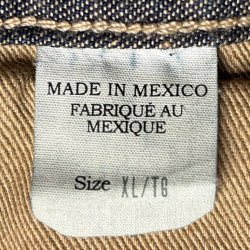 MADE IN MEXICO
FABRIQUÉ AU
MEXIQUE
Size XL/TG